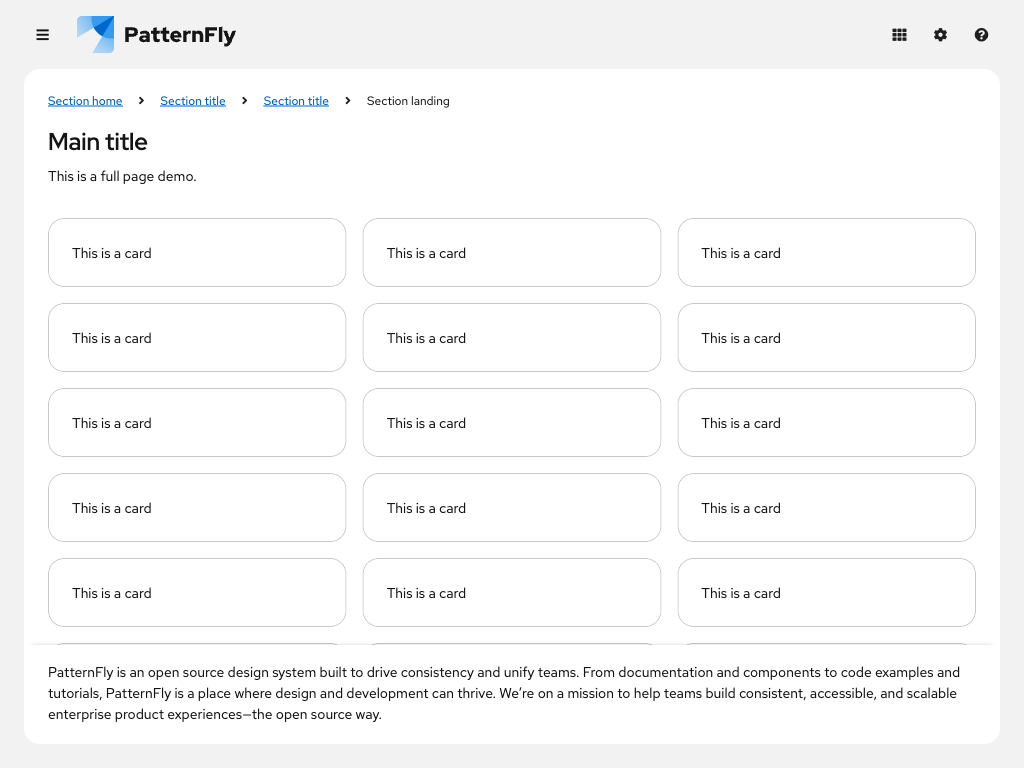 PatternFly
Section home Section title Section title Section landing
Main title
This is a full page demo.
This is a card This is a card This is a card
This is a card This is a card This is a card
This is a card This is a card This is a card
This is a card This is a card This is a card
This is a card This is a card This is a card
PatternFly is an open source design system built to drive consistency and unify teams. From documentation and components to code examples and
tutorials, PatternFly is a place where design and development can thrive. We’re on a mission to help teams build consistent, accessible, and scalable
enterprise product experiences—the open source way.